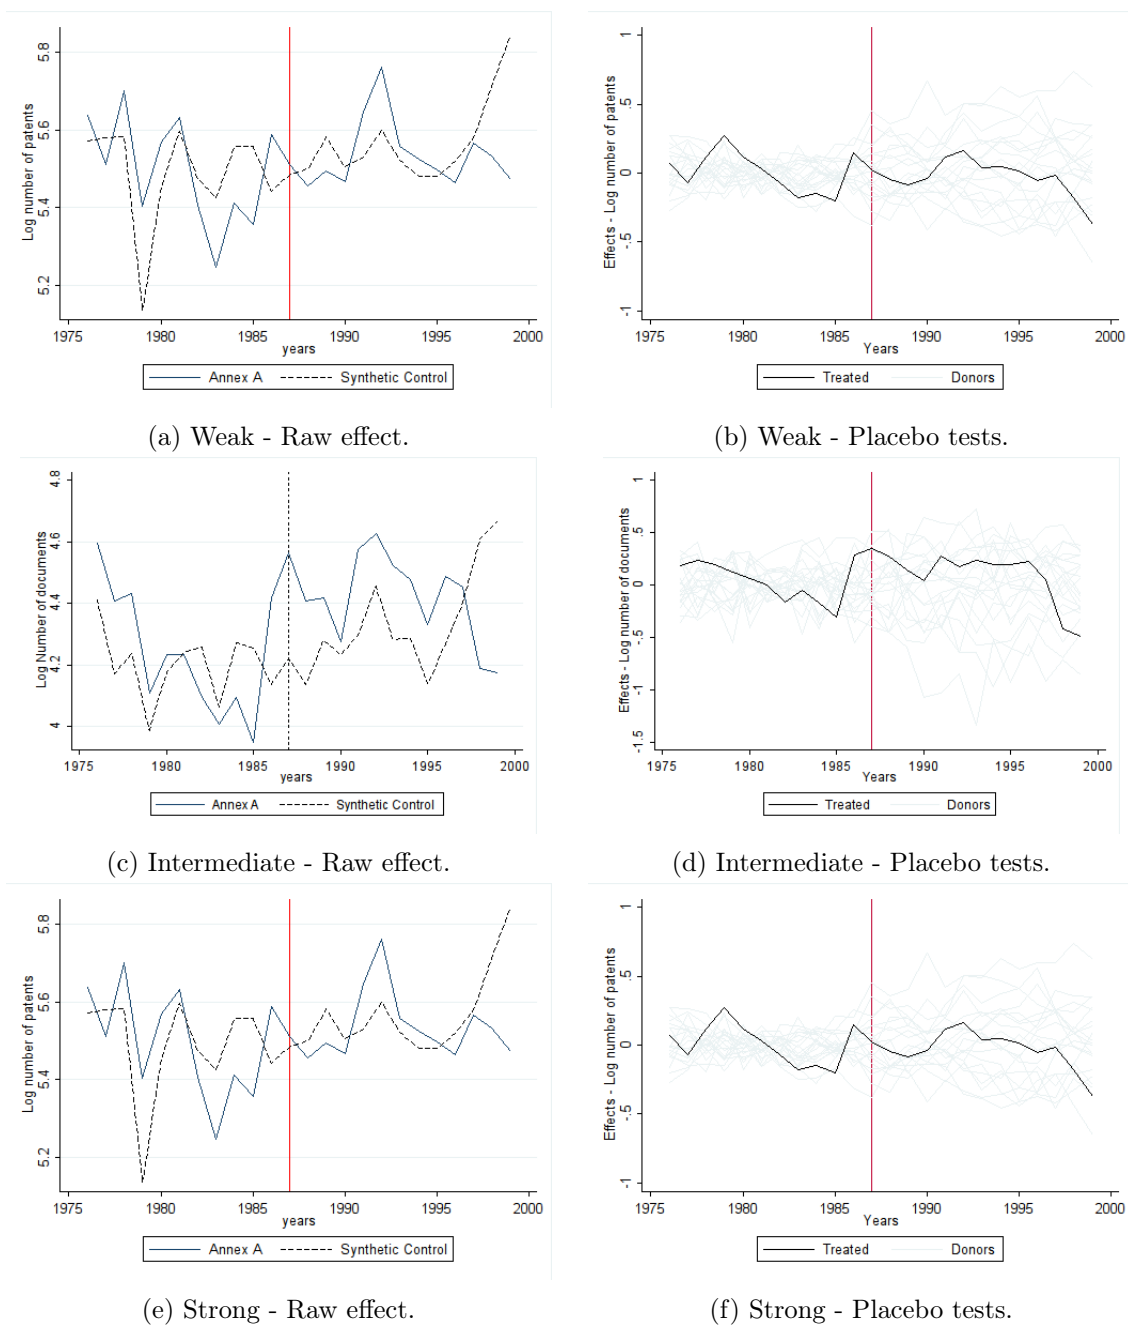 Log number of patents
5.8
5.6
5.4
5.2
1975 1980 1985 1990 1995 2000
years
Annex A Synthetic Control
(a) Weak - Raw effect.
Effects - Log number of patents
1
.5
0
-.5
-1
1975 1980 1985 1990 1995 2000
Years
Treated Donors
(b) Weak - Placebo tests.
Log Number of documents
4.8
4.6
4.4
4.2
4
1975 1980 1985 1990 1995 2000
years
Annex A Synthetic Control
(c) Intermediate - Raw effect.
Effects - Log number of documents
1
.5
0
-.5
-1
-1.5
1975 1980 1985 1990 1995 2000
Years
Treated Donors
(d) Intermediate - Placebo tests.
Log number of patents
5.8
5.6
5.4
5.2
1975 1980 1985 1990 1995 2000
years
Annex A Synthetic Control
(e) Strong - Raw effect.
Effects - Log number of patents
1
.5
0
-.5
-1
1975 1980 1985 1990 1995 2000
Years
Treated Donors
(f) Strong - Placebo tests.